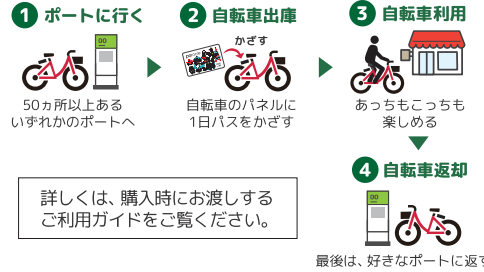 1 ポートに行く
50ヵ所以上ある
いずれかのポートへ
2 自転車出庫
かざす
自転車のパネルに
1日パスをかざす
3 自転車利用
あっちもこっちも
楽しめる
4 自転車返却
最後は、好きなポートに返す
詳しくは、購入時にお渡しする
ご利用ガイドをご覧ください。